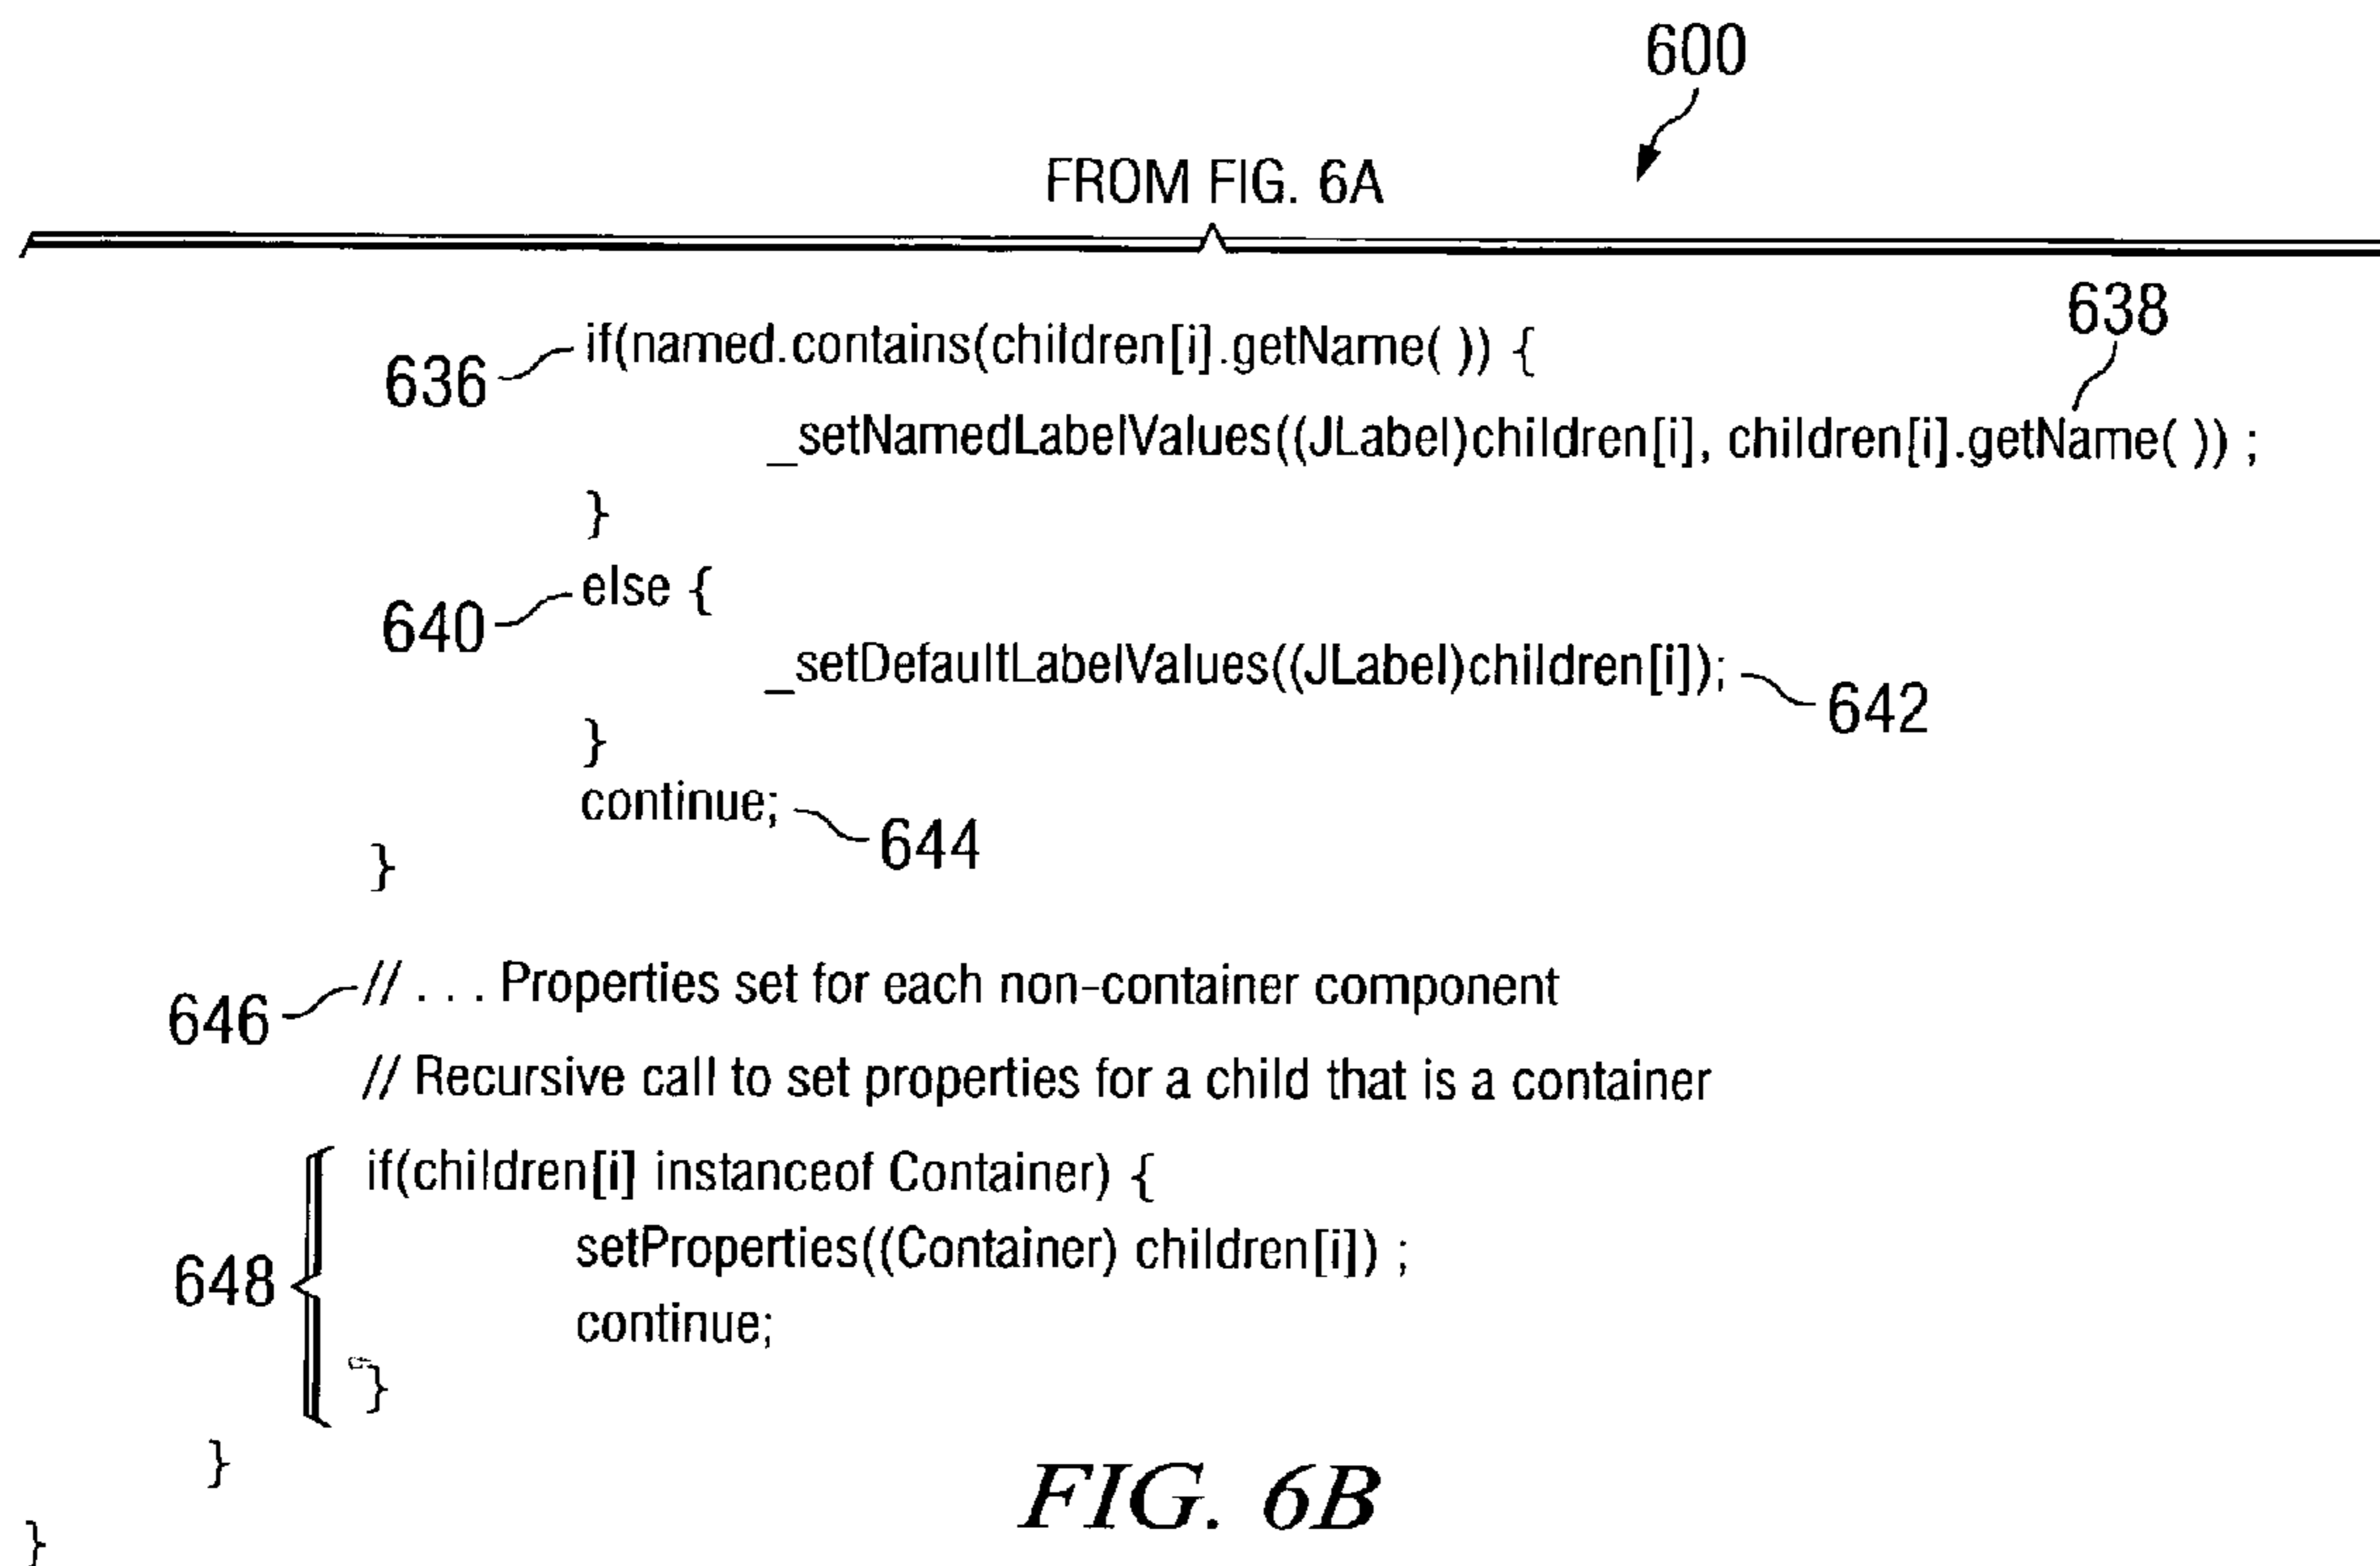 600
FROM FIG. 6A
638
636 if(named.contains(children[i].getName( )) {
_setNamedLabelValues((JLabel)children[i], children[i].getName( )) ;
}
640 else {
_setDefaultLabelValues((JLabel)children[i]); 642
}
continue; 644
}
646 // . . . Properties set for each non-container component
// Recursive call to set properties for a child that is a container
if(children[i] instanceof Container) {
648 setProperties((Container) children[i]) ;
continue;
}
}
}
FIG. 6B